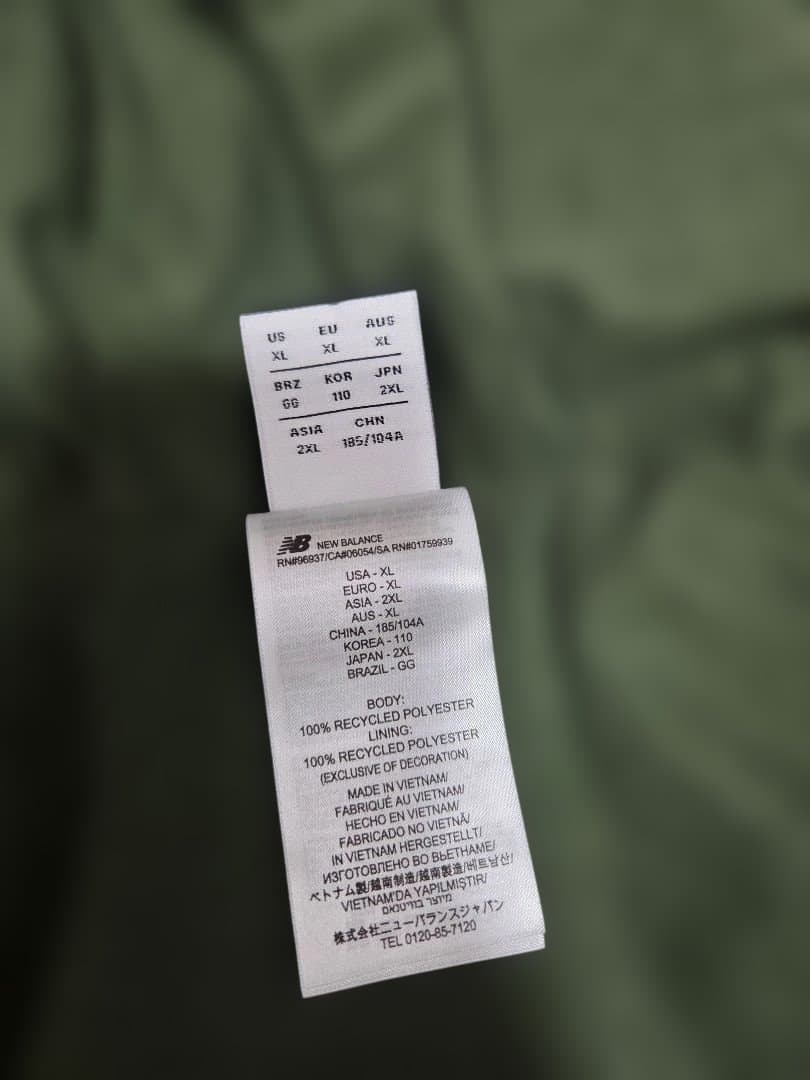 US EU AUS
XL XL XL
BRZ KOR JPN
GG 110 2XL
ASIA CHN
2XL 185/104A
NB NEW BALANCE
RN#96937/CA#06054/SA RN#01759939
USA - XL
EURO - XL
ASIA - 2XL
AUS - XL
CHINA - 185/104A
KOREA - 110
JAPAN - 2XL
BRAZIL - GG
BODY:
100% RECYCLED POLYESTER
LINING:
100% RECYCLED POLYESTER
(EXCLUSIVE OF DECORATION)
MADE IN VIETNAM/
FABRIQUÉ AU VIETNAM/
HECHO EN VIETNAM/
FABRICADO NO VIETNÃ/
IN VIETNAM HERGESTELLT/
ИЗГОТОВЛЕНО ВО ВЬЕТНАМЕ/
ベトナム製/越南制造/越南製造/베트남산/
VIETNAM'DA YAPILMIŞTIR/
מיוצר בוויטנאם
株式会社ニューバランスジャパン
TEL 0120-85-7120